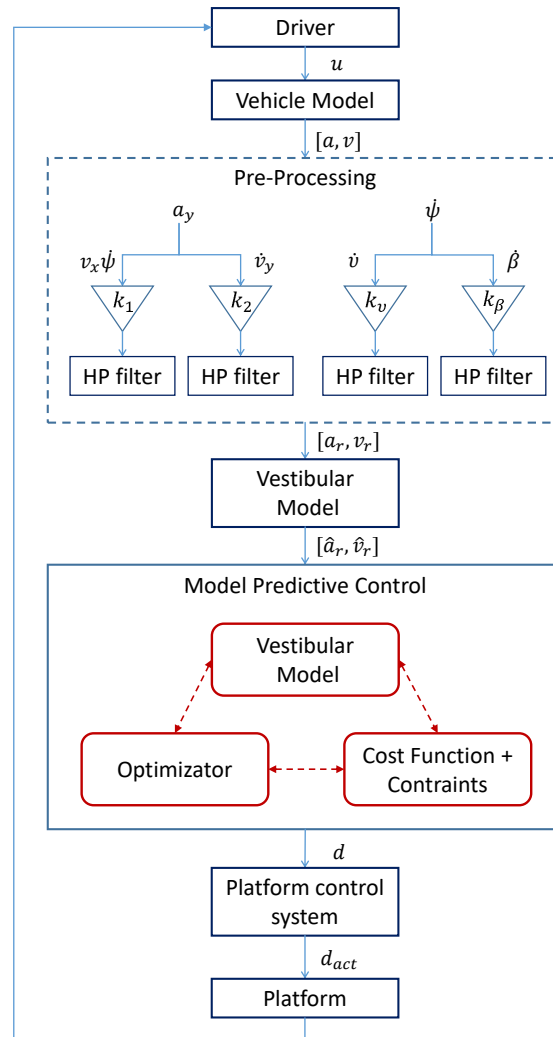 Driver
u
Vehicle Model
[a, v]
Pre-Processing
a_y ψ̇
v_xψ̇ v̇_y υ̇ β̇
k_1 k_2 k_υ k_β
HP filter HP filter HP filter HP filter
[a_r, v_r]
Vestibular
Model
[â_r, v̂_r]
Model Predictive Control
Vestibular
Model
Optimizator
Cost Function +
Contraints
d
Platform control
system
d_act
Platform